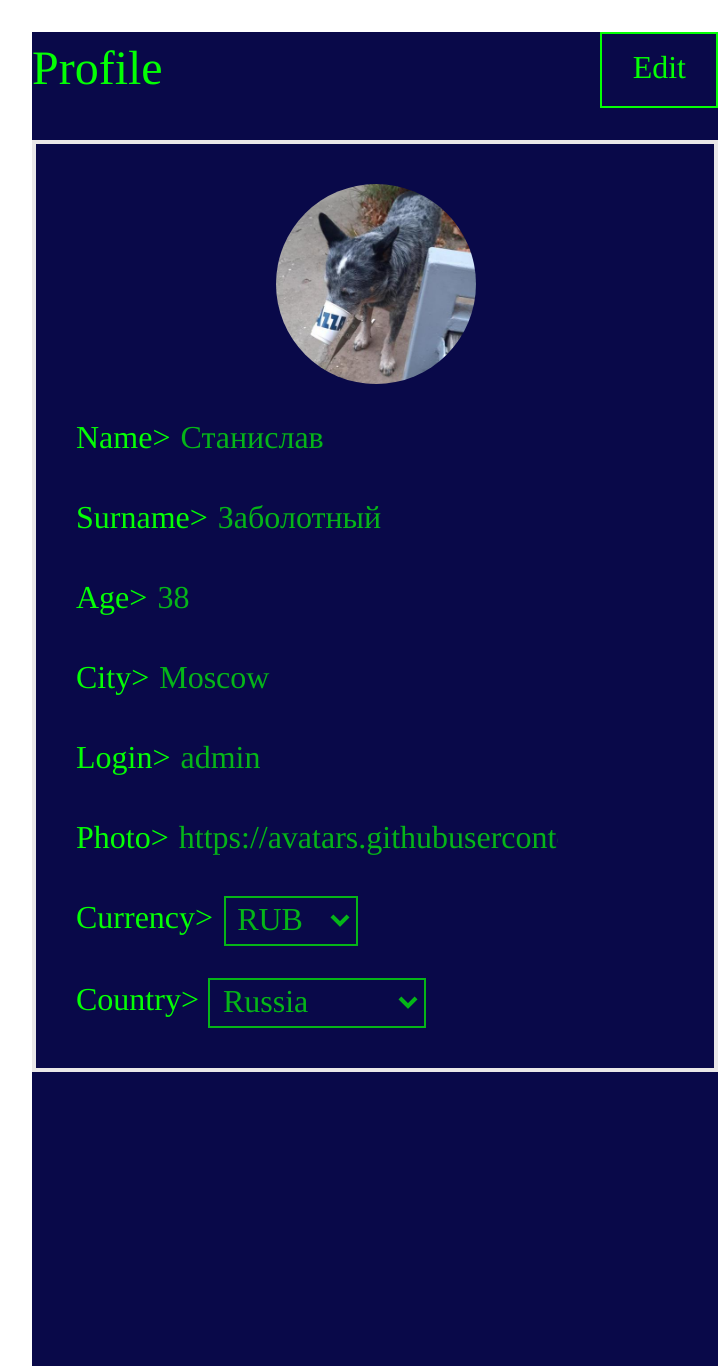 Profile
Edit
Name> Станислав
Surname> Заболотный
Age> 38
City> Moscow
Login> admin
Photo> https://avatars.githubusercont
Currency> RUB
Country> Russia